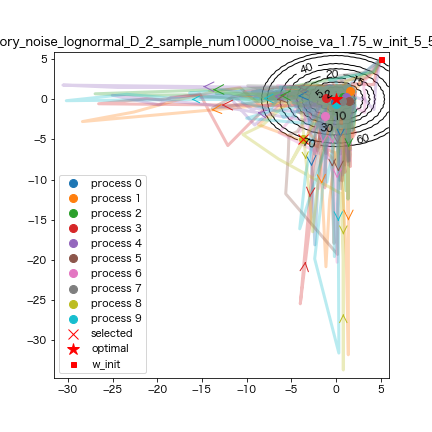 ory_noise_lognormal_D_2_sample_num10000_noise_va_1.75_w_init_5_5
5
0
−5
−10
−15
−20
−25
−30
−30
−25
−20
−15
−10
−5
0
5
40
20
10
30
60
process 0
process 1
process 2
process 3
process 4
process 5
process 6
process 7
process 8
process 9
selected
optimal
w_init